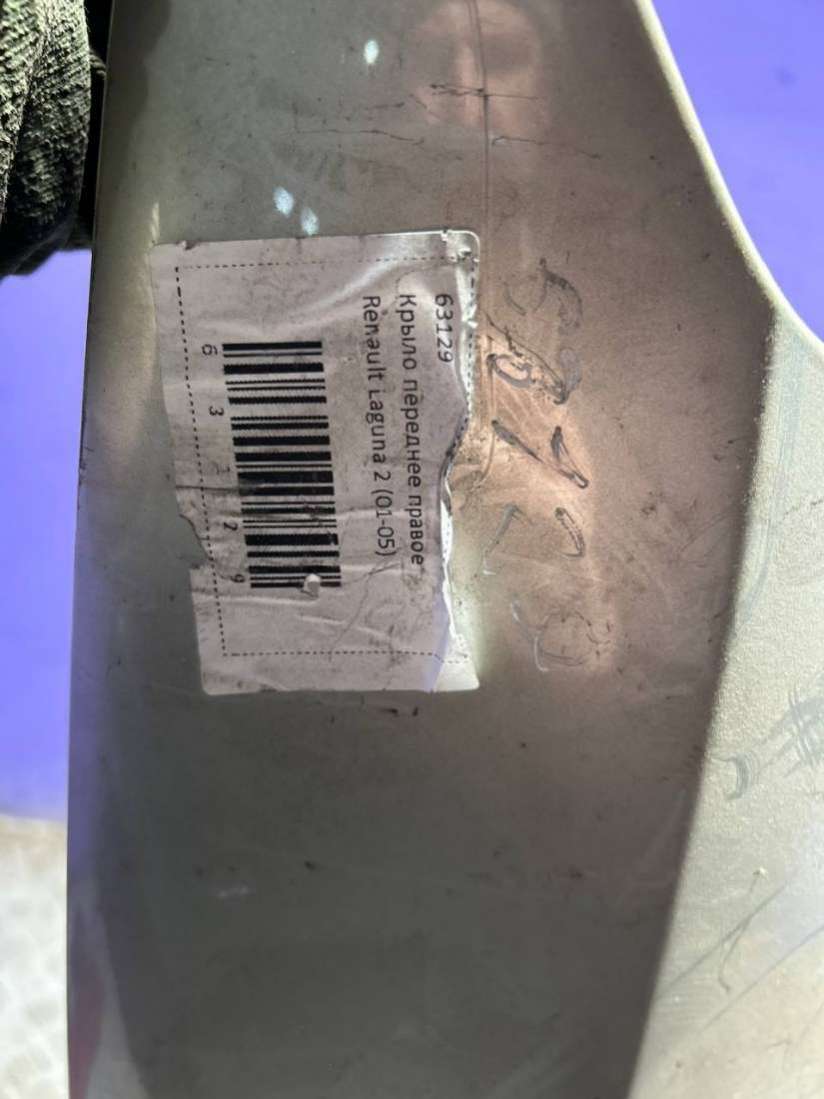 63129
Крыло переднее правое
Renault Laguna 2 (01-05)
6 3 1 2 9